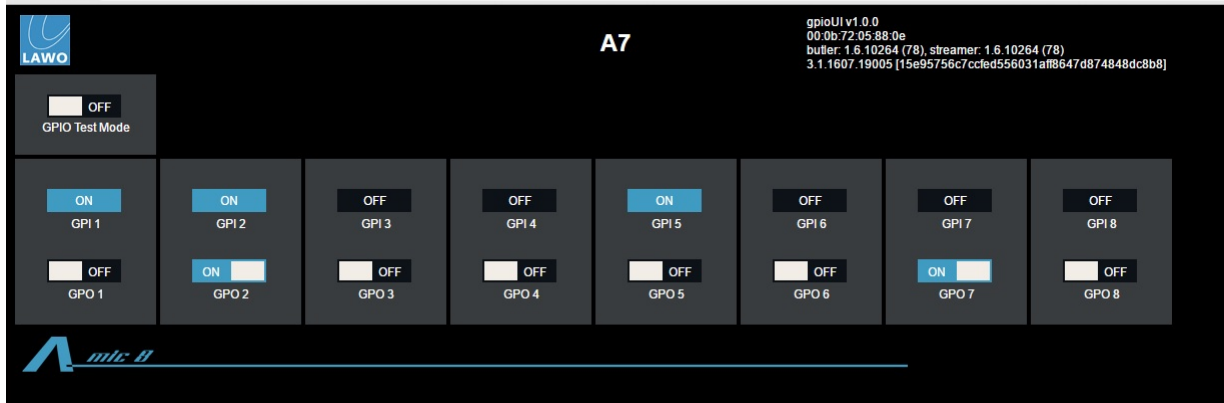 LAWO
A7
gpioUI v1.0.0
00:0b:72:05:88:0e
butler: 1.6.10264 (78), streamer: 1.6.10264 (78)
3.1.1607.19005 [15e95756c7ccfed556031aff8647d874848dc8b8]
OFF
GPIO Test Mode
ON ON OFF OFF ON OFF OFF OFF
GPI 1 GPI 2 GPI 3 GPI 4 GPI 5 GPI 6 GPI 7 GPI 8
OFF ON OFF OFF OFF OFF ON OFF
GPO 1 GPO 2 GPO 3 GPO 4 GPO 5 GPO 6 GPO 7 GPO 8
A mic 8